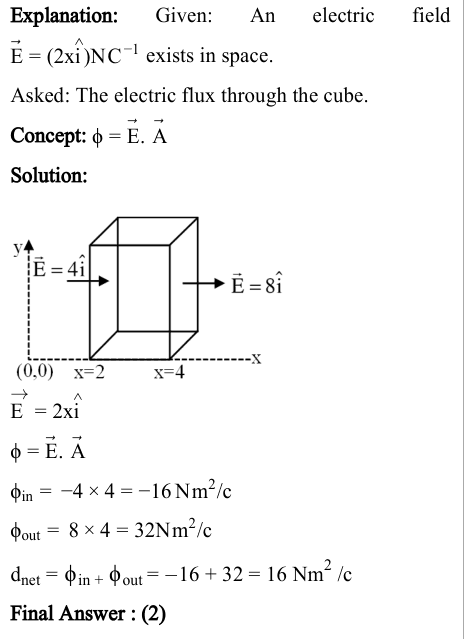 Explanation: Given: An electric field
E⃗ = (2xî)NC⁻¹ exists in space.
Asked: The electric flux through the cube.
Concept: ϕ = E⃗. A⃗
Solution:
y
E⃗ = 4î
E⃗ = 8î
x
(0,0) x=2 x=4
E⃗ = 2xî
ϕ = E⃗. A⃗
ϕin = −4 × 4 = −16 Nm²/c
ϕout = 8 × 4 = 32Nm²/c
dnet = ϕin + ϕout = −16 + 32 = 16 Nm² /c
Final Answer : (2)